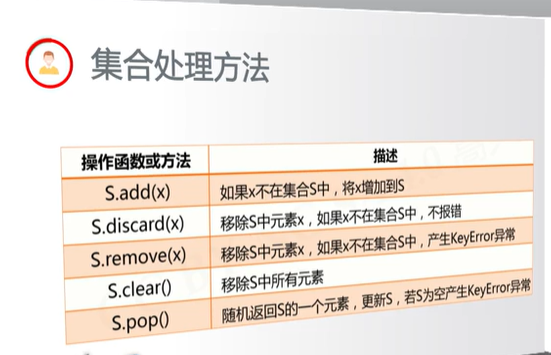 集合处理方法
操作函数或方法 描述
S.add(x) 如果x不在集合S中，将x增加到S
S.discard(x) 移除S中元素x，如果x不在集合S中，不报错
S.remove(x) 移除S中元素x，如果x不在集合S中，产生KeyError异常
S.clear() 移除S中所有元素
S.pop() 随机返回S的一个元素，更新S，若S为空产生KeyError异常